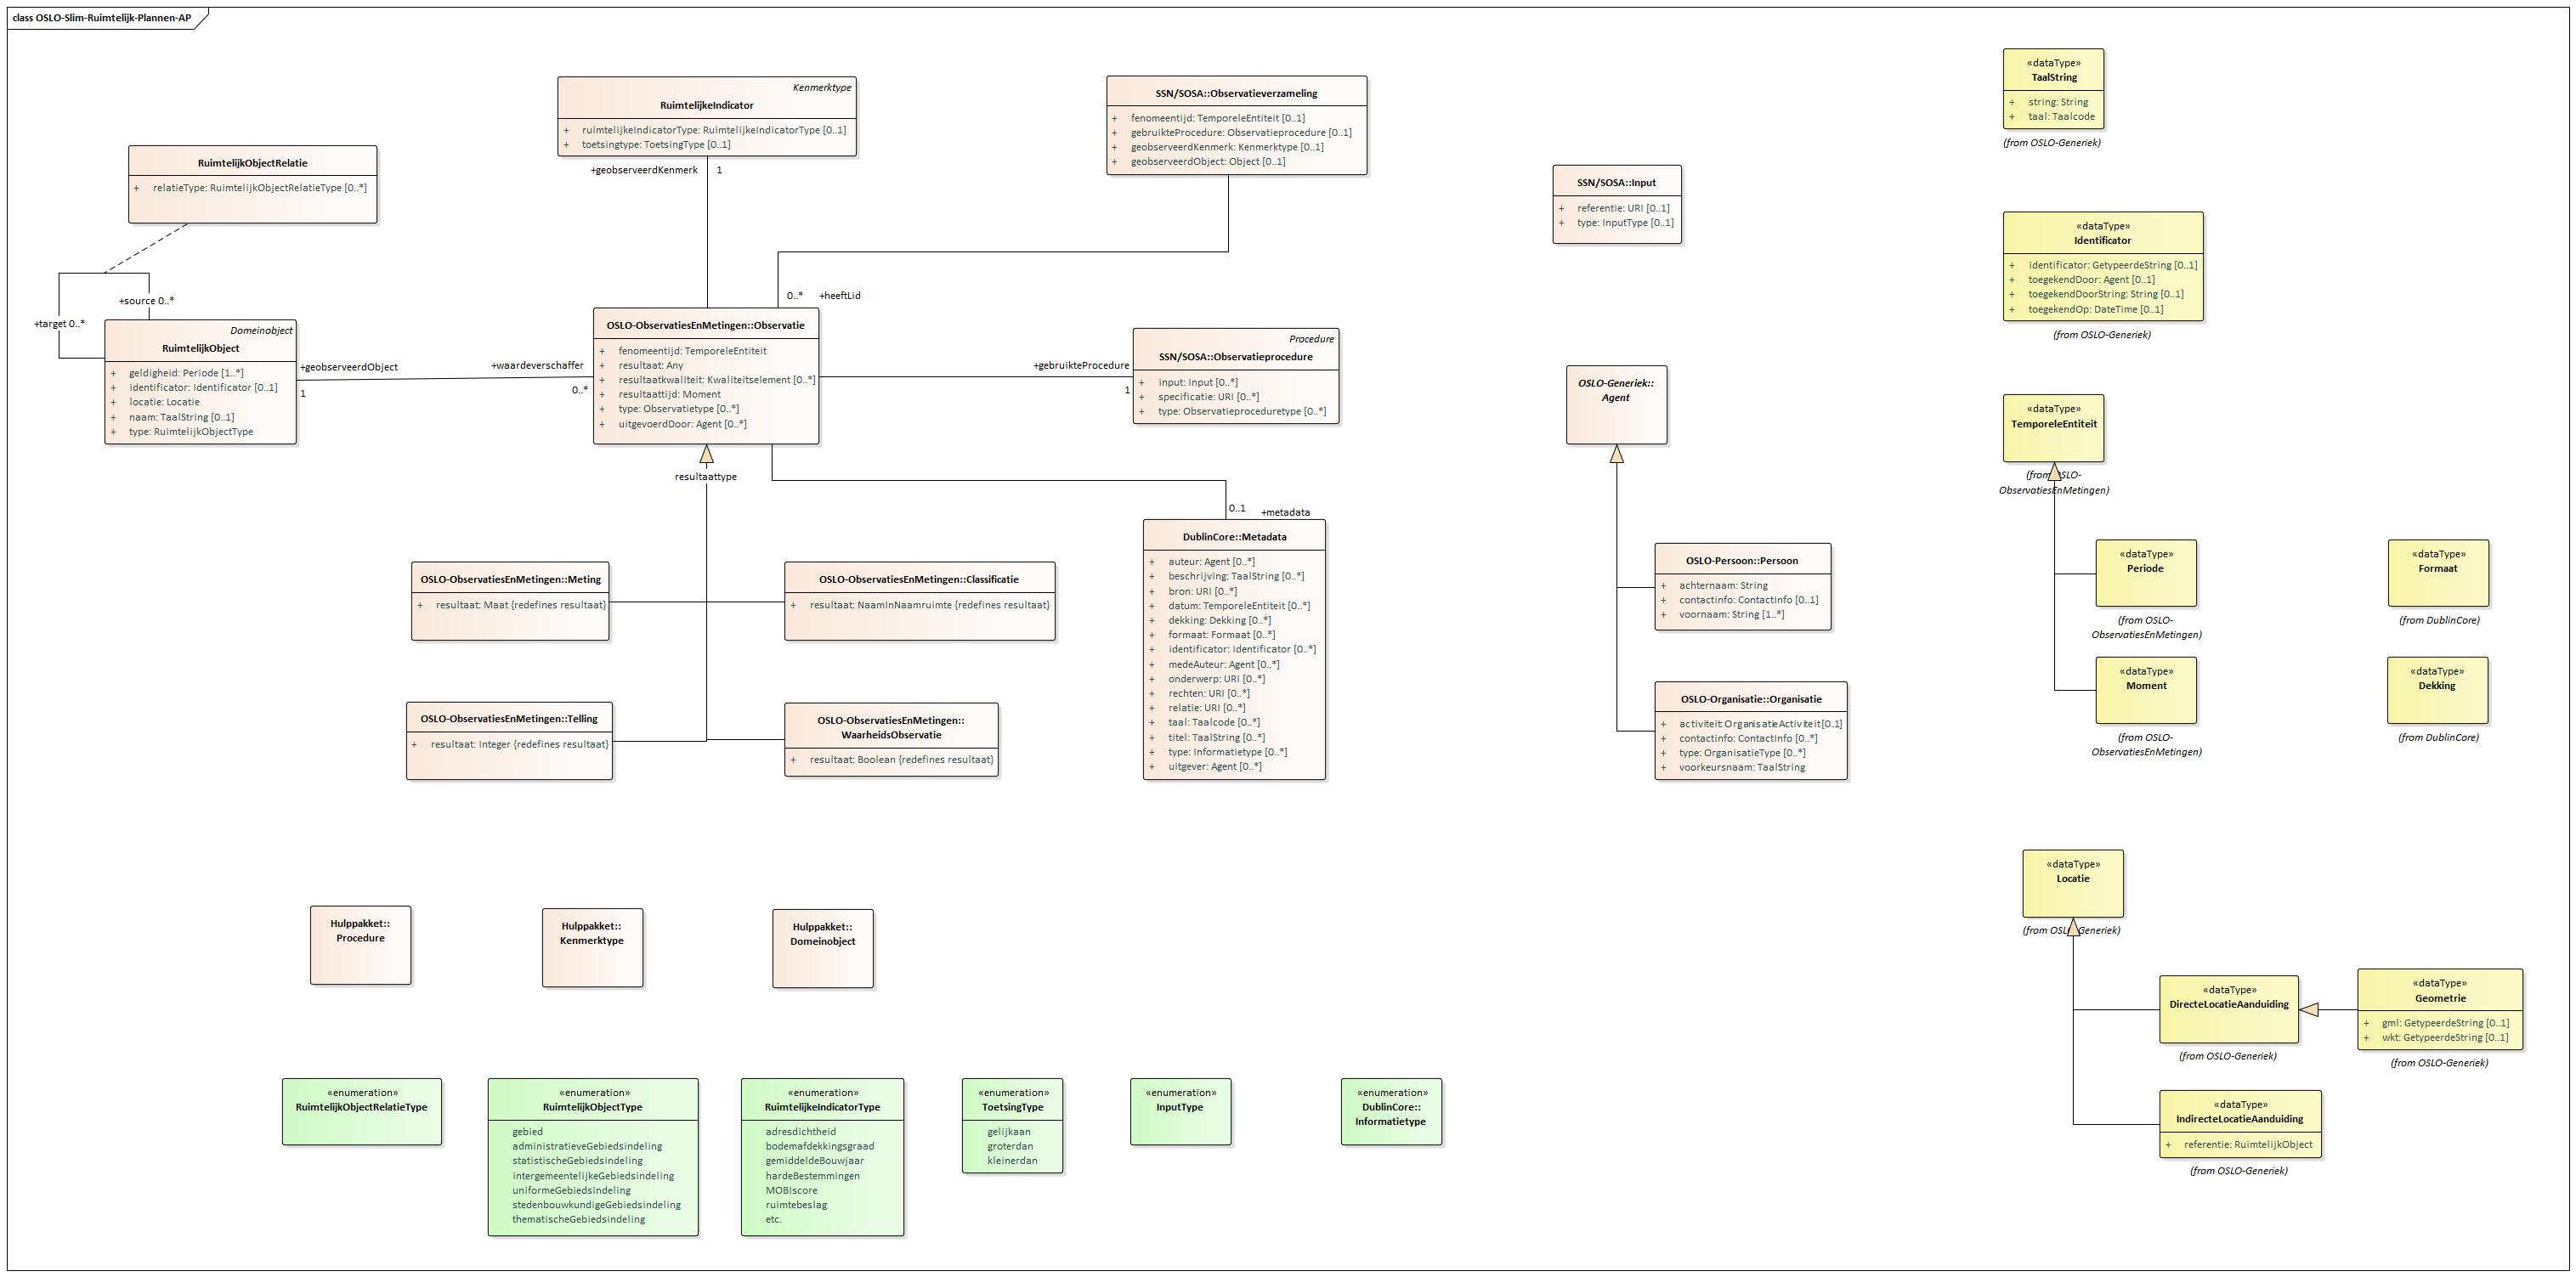 class OSLO-Slim-Ruimtelijk-Plannen-AP
Kenmerktype
RuimtelijkeIndicator
+ ruimtelijkeIndicatorType: RuimtelijkeIndicatorType [0..1]
+ toetsingtype: ToetsingType [0..1]
+geobserveerdKenmerk 1
SSN/SOSA::Observatieverzameling
+ fenomeentijd: TemporeleEntiteit [0..1]
+ gebruikteProcedure: Observatieprocedure [0..1]
+ geobserveerdKenmerk: Kenmerktype [0..1]
+ geobserveerdObject: Object [0..1]
RuimtelijkObjectRelatie
+ relatieType: RuimtelijkObjectRelatieType [0..*]
+source 0..*
+target 0..*
Domeinobject
RuimtelijkObject
+ geldigheid: Periode [1..*]
+ identificator: Identificator [0..1]
+ locatie: Locatie
+ naam: TaalString [0..1]
+ type: RuimtelijkObjectType
+geobserveerdObject
1
+waardeverschaffer
0..*
0..* +heeftLid
OSLO-ObservatiesEnMetingen::Observatie
+ fenomeentijd: TemporeleEntiteit
+ resultaat: Any
+ resultaatkwaliteit: Kwaliteitselement [0..*]
+ resultaattijd: Moment
+ type: Observatietype [0..*]
+ uitgevoerdDoor: Agent [0..*]
+gebruikteProcedure
1
Procedure
SSN/SOSA::Observatieprocedure
+ input: Input [0..*]
+ specificatie: URI [0..*]
+ type: Observatieproceduretype [0..*]
resultaattype
0..1 +metadata
OSLO-ObservatiesEnMetingen::Meting
+ resultaat: Maat {redefines resultaat}
OSLO-ObservatiesEnMetingen::Classificatie
+ resultaat: NaamInNaamruimte {redefines resultaat}
OSLO-ObservatiesEnMetingen::Telling
+ resultaat: Integer {redefines resultaat}
OSLO-ObservatiesEnMetingen::
WaarheidsObservatie
+ resultaat: Boolean {redefines resultaat}
DublinCore::Metadata
+ auteur: Agent [0..*]
+ beschrijving: TaalString [0..*]
+ bron: URI [0..*]
+ datum: TemporeleEntiteit [0..*]
+ dekking: Dekking [0..*]
+ formaat: Formaat [0..*]
+ identificator: Identificator [0..*]
+ medeAuteur: Agent [0..*]
+ onderwerp: URI [0..*]
+ rechten: URI [0..*]
+ relatie: URI [0..*]
+ taal: Taalcode [0..*]
+ titel: TaalString [0..*]
+ type: Informatietype [0..*]
+ uitgever: Agent [0..*]
SSN/SOSA::Input
+ referentie: URI [0..1]
+ type: InputType [0..1]
OSLO-Generiek::
Agent
OSLO-Persoon::Persoon
+ achternaam: String
+ contactinfo: ContactInfo [0..1]
+ voornaam: String [1..*]
OSLO-Organisatie::Organisatie
+ activiteit: OrganisatieActiviteit [0..1]
+ contactinfo: ContactInfo [0..*]
+ type: OrganisatieType [0..*]
+ voorkeursnaam: TaalString
«dataType»
TaalString
+ string: String
+ taal: Taalcode
(from OSLO-Generiek)
«dataType»
Identificator
+ identificator: GetypeerdeString [0..1]
+ toegekendDoor: Agent [0..1]
+ toegekendDoorString: String [0..1]
+ toegekendOp: DateTime [0..1]
(from OSLO-Generiek)
«dataType»
TemporeleEntiteit
(from OSLO-
ObservatiesEnMetingen)
«dataType»
Periode
(from OSLO-
ObservatiesEnMetingen)
«dataType»
Formaat
(from DublinCore)
«dataType»
Moment
(from OSLO-
ObservatiesEnMetingen)
«dataType»
Dekking
(from DublinCore)
«dataType»
Locatie
(from OSLO-Generiek)
«dataType»
DirecteLocatieAanduiding
(from OSLO-Generiek)
«dataType»
Geometrie
+ gml: GetypeerdeString [0..1]
+ wkt: GetypeerdeString [0..1]
(from OSLO-Generiek)
«dataType»
IndirecteLocatieAanduiding
+ referentie: RuimtelijkObject
(from OSLO-Generiek)
Hulppakket::
Procedure
Hulppakket::
Kenmerktype
Hulppakket::
Domeinobject
«enumeration»
RuimtelijkObjectRelatieType
«enumeration»
RuimtelijkObjectType
gebied
administratieveGebiedsindeling
statistischeGebiedsindeling
intergemeentelijkeGebiedsindeling
uniformeGebiedsindeling
stedenbouwkundigeGebiedsindeling
thematischeGebiedsindeling
«enumeration»
RuimtelijkeIndicatorType
adresdichtheid
bodemafdekkingsgraad
gemiddeldeBouwjaar
hardeBestemmingen
MOBIscore
ruimtebeslag
etc.
«enumeration»
ToetsingType
gelijkaan
groterdan
kleinerdan
«enumeration»
InputType
«enumeration»
DublinCore::
Informatietype